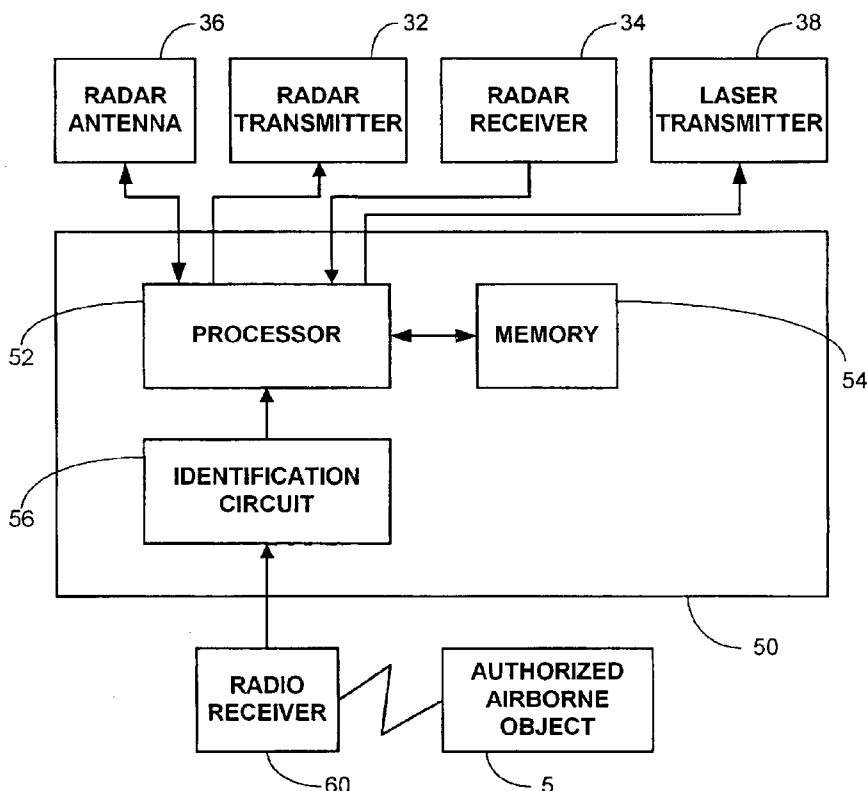 36
32
34
38
RADAR
ANTENNA
RADAR
TRANSMITTER
RADAR
RECEIVER
LASER
TRANSMITTER
52
PROCESSOR
MEMORY
54
56
IDENTIFICATION
CIRCUIT
50
RADIO
RECEIVER
AUTHORIZED
AIRBORNE
OBJECT
60
5